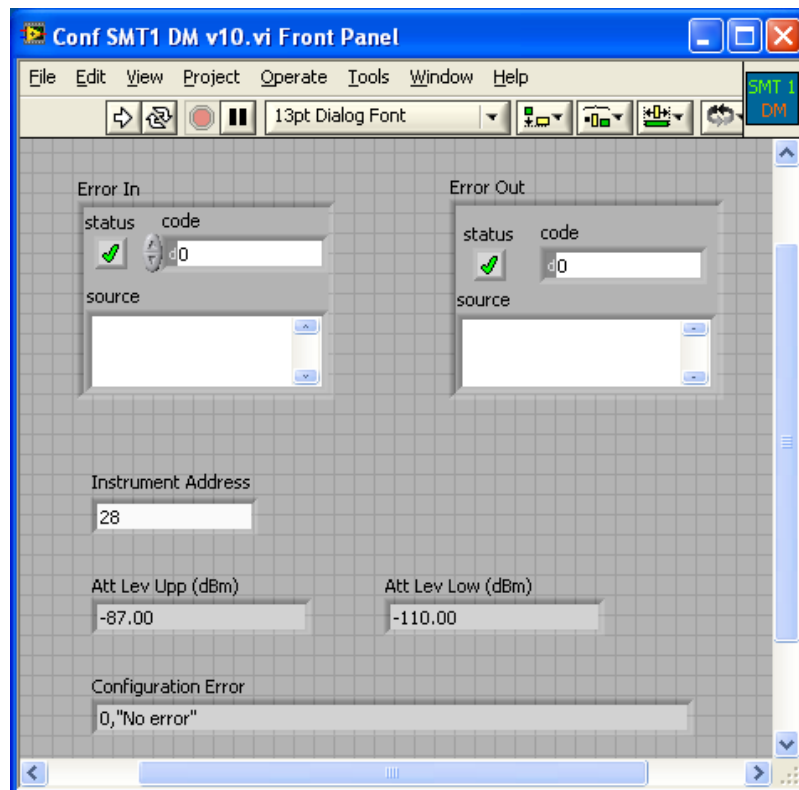 Conf SMT1 DM v10.vi Front Panel
File Edit View Project Operate Tools Window Help
SMT 1
DM
13pt Dialog Font
Error In
status code
d0
source
Error Out
status code
d0
source
Instrument Address
28
Att Lev Upp (dBm)
-87.00
Att Lev Low (dBm)
-110.00
Configuration Error
0,"No error"